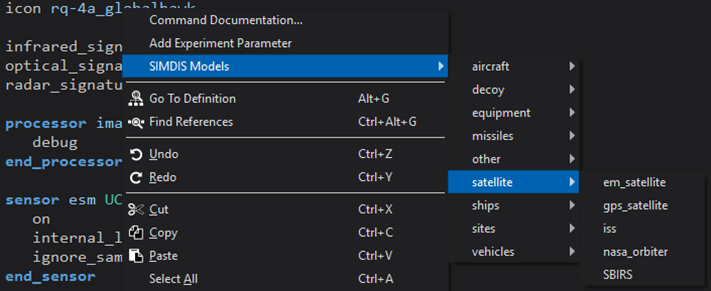 icon rq-4a_globalhawk
infrared_sign
optical_signa
radar_signatu
processor ima
debug
end_processor
sensor esm UC
on
internal_l
ignore_sam
end_sensor
Command Documentation...
Add Experiment Parameter
SIMDIS Models
Go To Definition Alt+G
Find References Ctrl+Alt+G
Undo Ctrl+Z
Redo Ctrl+Y
Cut Ctrl+X
Copy Ctrl+C
Paste Ctrl+V
Select All Ctrl+A
aircraft
decoy
equipment
missiles
other
satellite
ships
sites
vehicles
em_satellite
gps_satellite
iss
nasa_orbiter
SBIRS